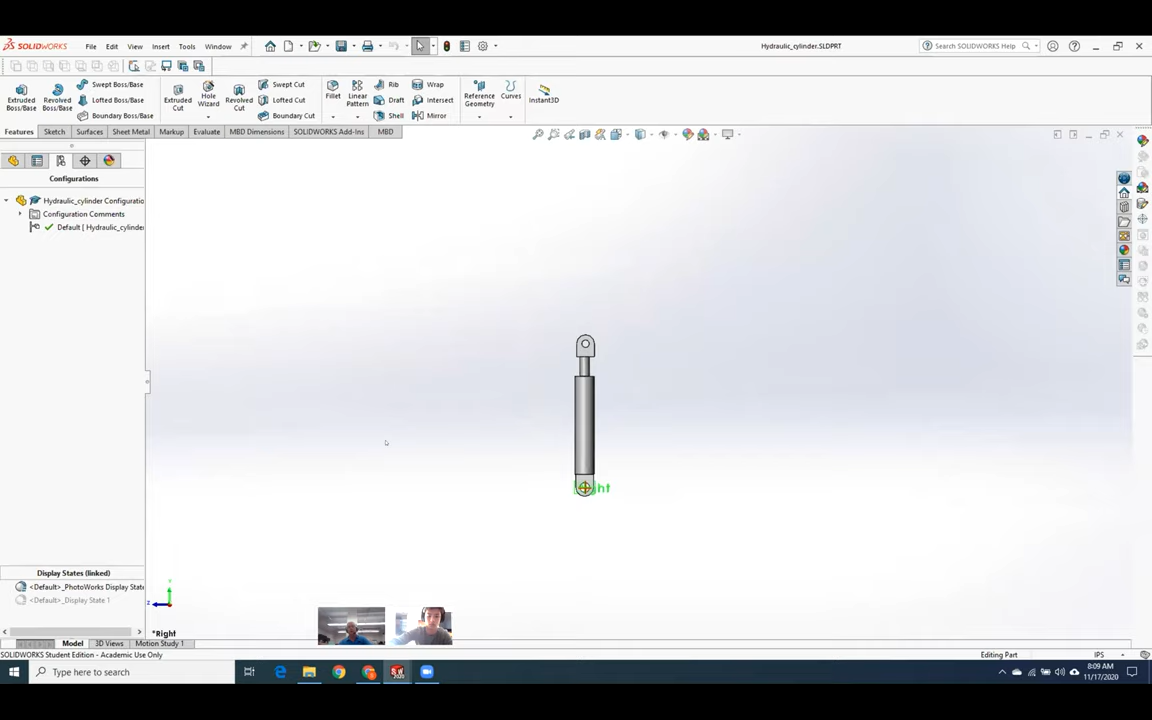 SOLIDWORKS File Edit View Insert Tools Window Hydraulic_cylinder.SLDPRT Search SOLIDWORKS Help
Extruded Boss/Base
Revolved Boss/Base
Swept Boss/Base
Lofted Boss/Base
Boundary Boss/Base
Extruded Cut
Hole Wizard
Revolved Cut
Swept Cut
Lofted Cut
Boundary Cut
Fillet
Linear Pattern
Rib
Draft
Shell
Wrap
Intersect
Mirror
Reference Geometry
Curves
Instant3D
Features Sketch Surfaces Sheet Metal Markup Evaluate MBD Dimensions SOLIDWORKS Add-Ins MBD
Configurations
Hydraulic_cylinder Configuratio
Configuration Comments
Default [ Hydraulic_cylinder
Display States (linked)
<Default>_PhotoWorks Display State
<Default>_Display State 1
*Right
Model 3D Views Motion Study 1
SOLIDWORKS Student Edition - Academic Use Only Editing Part IPS
Type here to search
8:09 AM
11/17/2020